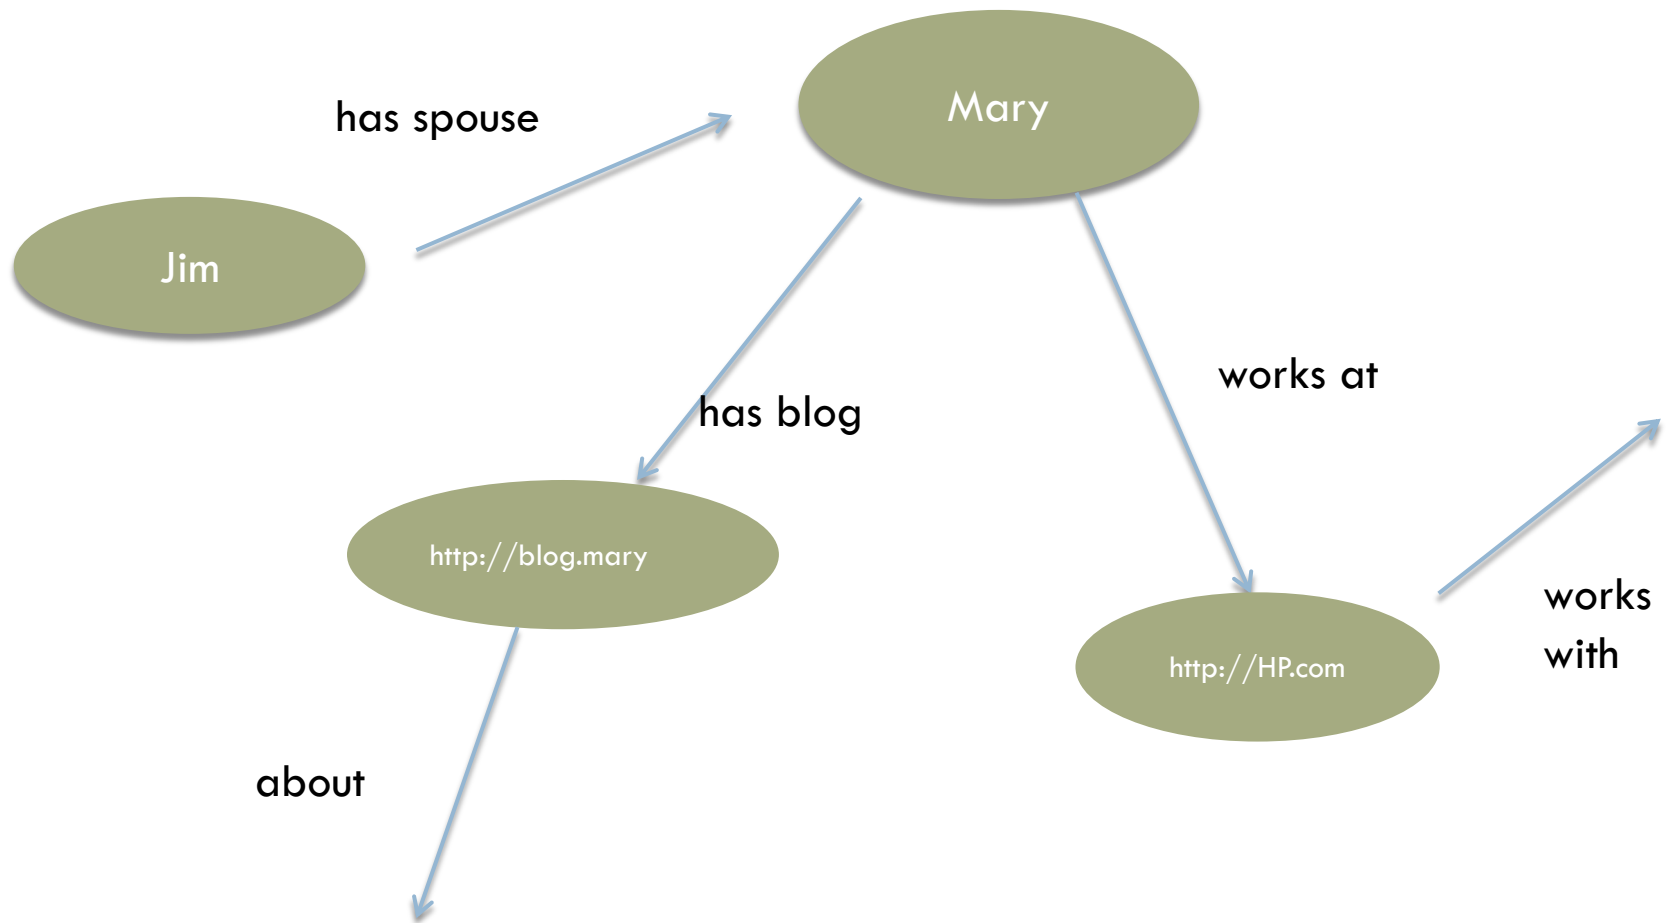 Mary
has spouse
Jim
works at
has blog
http://blog.mary
works
with
http://HP.com
about